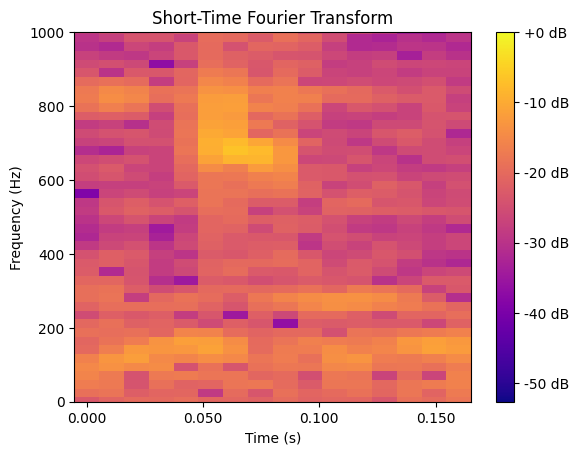 Short-Time Fourier Transform
1000
800
600
400
200
0
Frequency (Hz)
0.000
0.050
0.100
0.150
Time (s)
+0 dB
-10 dB
-20 dB
-30 dB
-40 dB
-50 dB